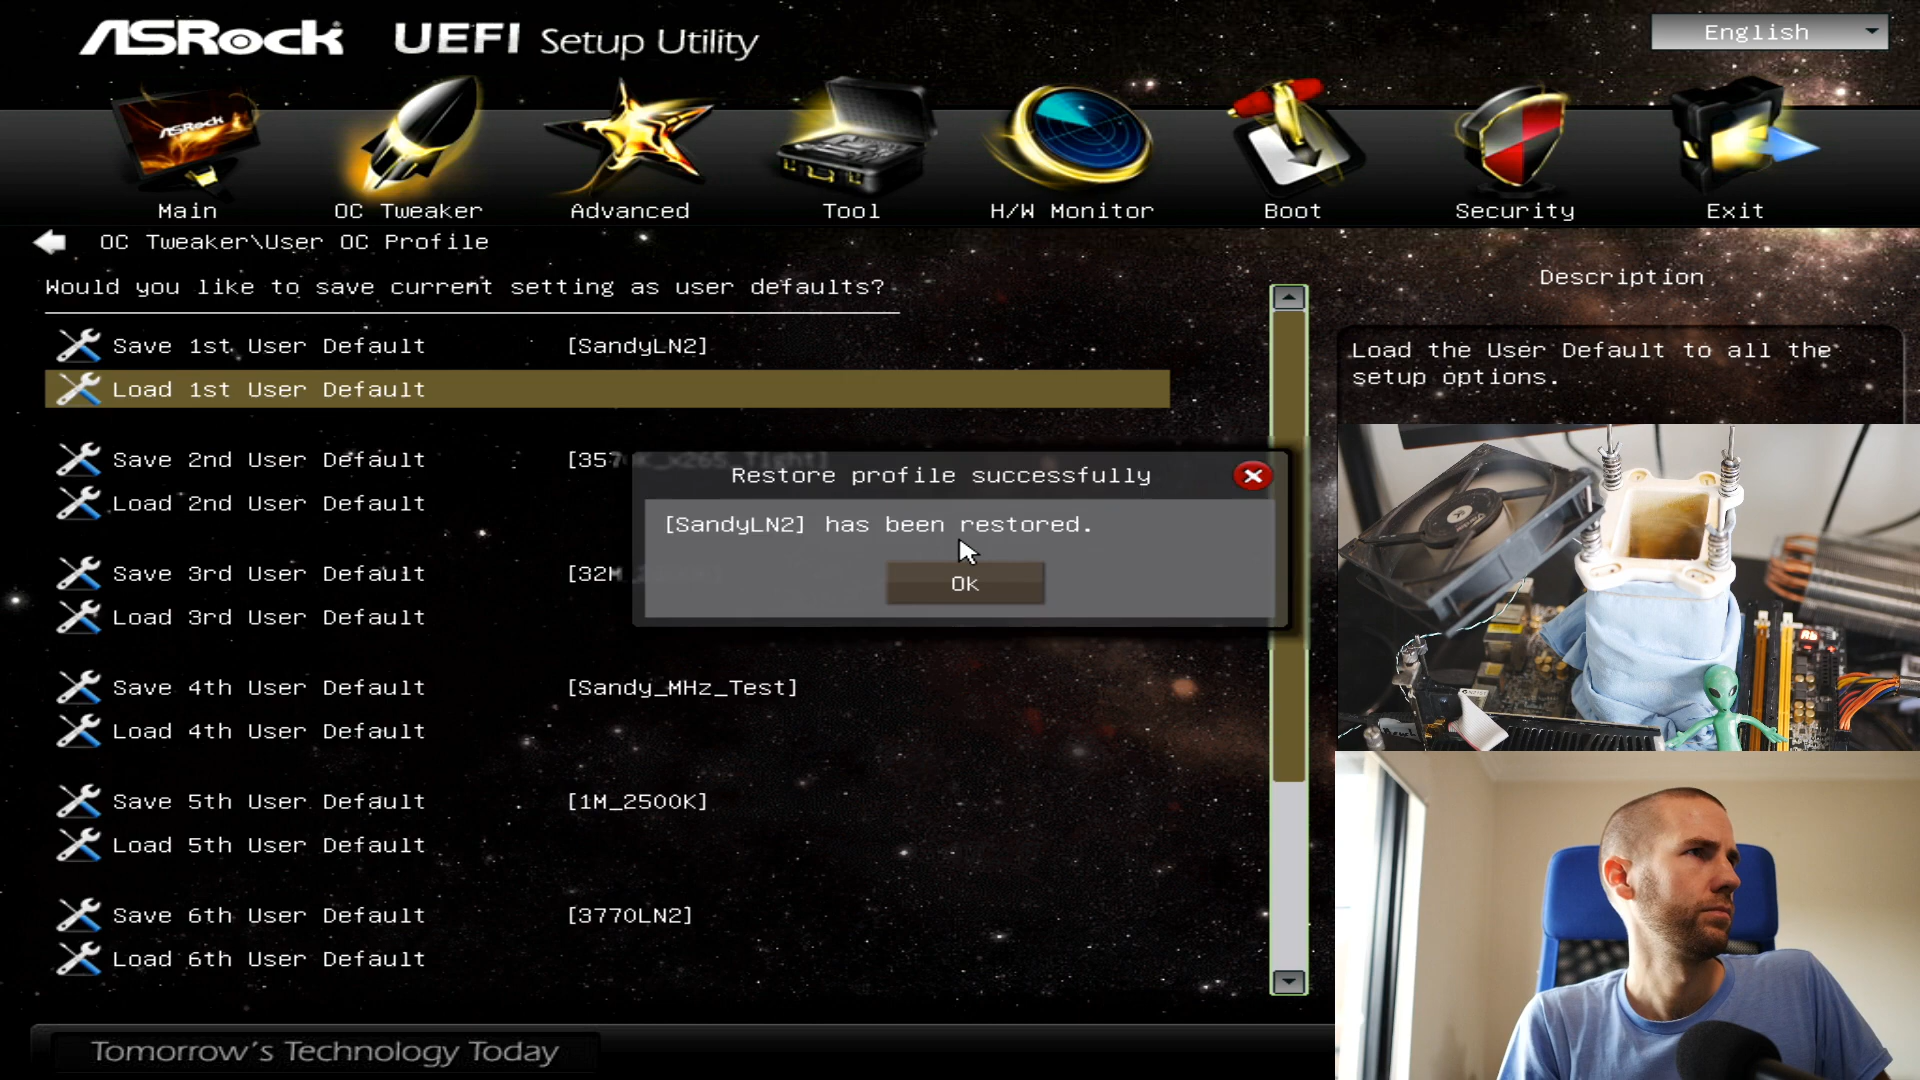 ASRock UEFI Setup Utility
English
ASRock
Main OC Tweaker Advanced Tool H/W Monitor Boot Security Exit
OC Tweaker\User OC Profile
Would you like to save current setting as user defaults?
Description
Load the User Default to all the
setup options.
Save 1st User Default [SandyLN2]
Load 1st User Default
Save 2nd User Default [357 K_x265_Tight]
Load 2nd User Default
Save 3rd User Default [32M
Load 3rd User Default
Restore profile successfully
[SandyLN2] has been restored.
Ok
Save 4th User Default [Sandy_MHz_Test]
Load 4th User Default
Save 5th User Default [1M_2500K]
Load 5th User Default
Save 6th User Default [3770LN2]
Load 6th User Default
Tomorrow's Technology Today